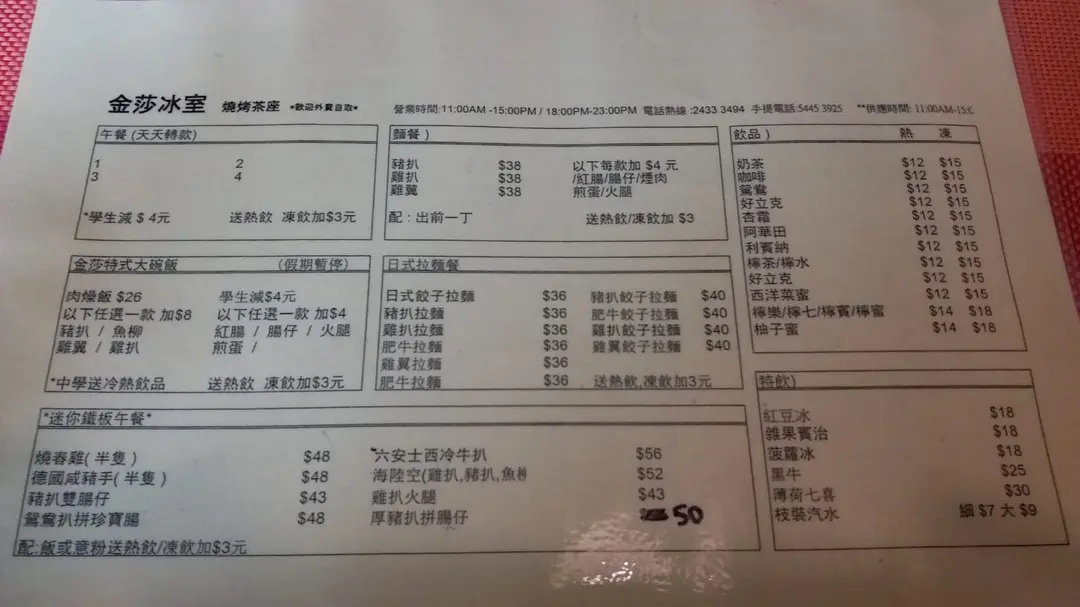 金莎冰室 燒烤茶座 *歡迎外賣自取* 營業時間:11:00AM -15:00PM / 18:00PM-23:00PM 電話熱線:2433 3494 手提電話:5445 3925 **供應時間: 11:00AM-15:
午餐(天天轉款)
1 2
3 4
*學生減 $ 4元 送熱飲 凍飲加$3元
麵餐)
豬扒 $38 以下每款加 $4 元
雞扒 $38 /紅腸/腸仔/煙肉
雞翼 $38 煎蛋/火腿
配:出前一丁 送熱飲/凍飲加 $3
飲品) 熱 凍
奶茶 $12 $15
咖啡 $12 $15
鴛鴦 $12 $15
好立克 $12 $15
杏霜 $12 $15
阿華田 $12 $15
利賓納 $12 $15
檸茶/檸水 $12 $15
好立克 $12 $15
西洋菜蜜 $12 $15
檸樂/檸七/檸賓/檸蜜 $14 $18
柚子蜜 $14 $18
金莎特式大碗飯 (假期暫停)
肉燥飯 $26 學生減$4元
以下任選一款 加$8 以下任選一款 加$4
豬扒 / 魚柳 紅腸 / 腸仔 / 火腿
雞翼 / 雞扒 煎蛋 /
*中學送冷熱飲品 送熱飲 凍飲加$3元
日式拉麵餐
日式餃子拉麵 $36 豬扒餃子拉麵 $40
豬扒拉麵 $36 肥牛餃子拉麵 $40
雞扒拉麵 $36 雞扒餃子拉麵 $40
肥牛拉麵 $36 雞翼餃子拉麵 $40
雞翼拉麵 $36
肥牛拉麵 $36 送熱飲,凍飲加3元
*迷你鐵板午餐*
燒春雞(半隻) $48 *六安士西冷牛扒 $56
德國咸豬手(半隻) $48 海陸空(雞扒,豬扒,魚柳 $52
豬扒雙腸仔 $43 雞扒火腿 $43
鴛鴦扒拼珍寶腸 $48 厚豬扒拼腸仔 50
配:飯或意粉送熱飲/凍飲加$3元
特飲)
紅豆冰 $18
雜果賓治 $18
菠蘿冰 $18
黑牛 $25
薄荷七喜 $30
枝裝汽水 細 $7 大 $9